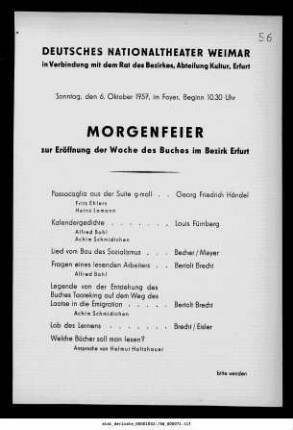 56
DEUTSCHES NATIONALTHEATER WEIMAR
in Verbindung mit dem Rat des Bezirkes, Abteilung Kultur, Erfurt
Sonntag, den 6. Oktober 1957, im Foyer, Beginn 10.30 Uhr
MORGENFEIER
zur Eröffnung der Woche des Buches im Bezirk Erfurt
Passacaglia aus der Suite g-moll . . Georg Friedrich Händel
Fritz Ehlers
Heinz Lamann
Kalendergedichte . . . . . . . Louis Fürnberg
Alfred Bohl
Achim Schmidtchen
Lied vom Bau des Sozialismus . . . Becher / Meyer
Fragen eines lesenden Arbeiters . . Bertolt Brecht
Alfred Bohl
Legende von der Entstehung des
Buches Taoteking auf dem Weg des
Laotse in die Emigration . . . . Bertolt Brecht
Achim Schmidtchen
Lob des Lernens . . . . . . Brecht / Eisler
Welche Bücher soll man lesen?
Ansprache von Helmut Holtzhauer
bitte wenden